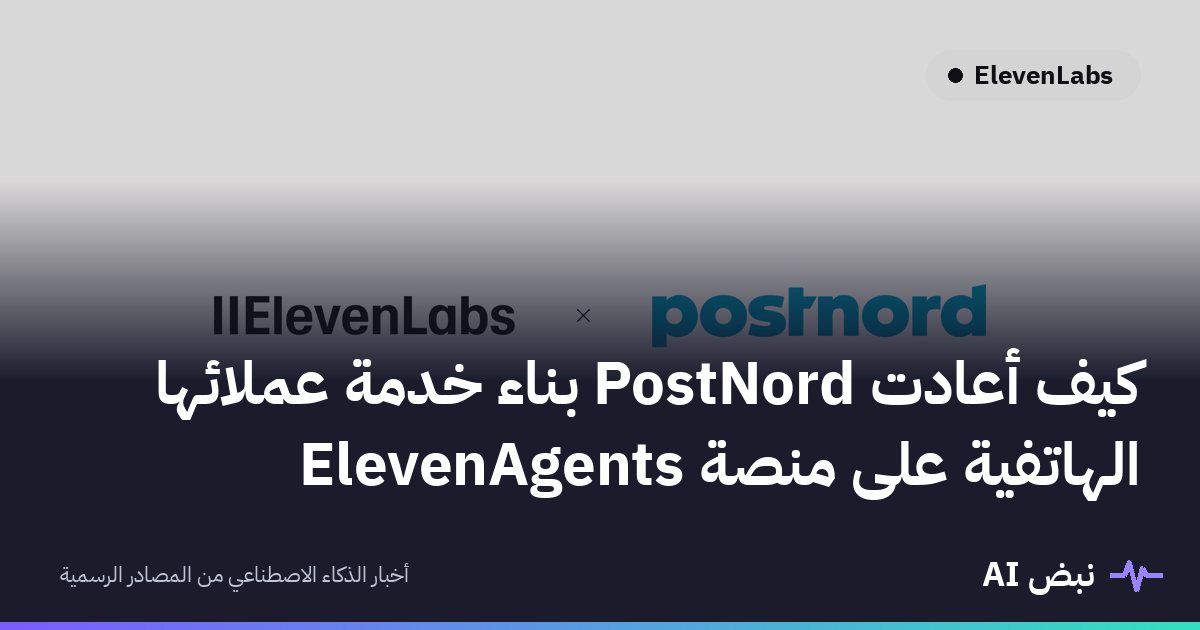 ElevenLabs
IIElevenLabs × postnord
كيف أعادت PostNord بناء خدمة عملائها
الهاتفية على منصة ElevenAgents
نبض AI
أخبار الذكاء الاصطناعي من المصادر الرسمية